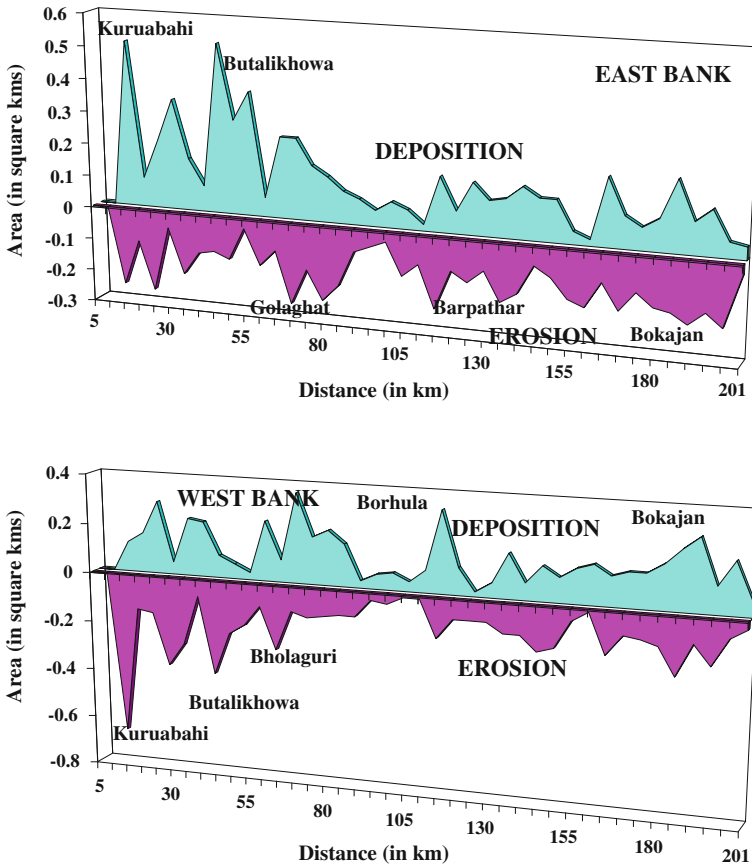 0.6
Kuruabahi
0.5
Butalikhowa
EAST BANK
0.4
0.3
DEPOSITION
0.2
0.1
0
-0.1
-0.2
-0.3
Area (in square kms)
Golaghat
Barpathar
EROSION
Bokajan
5
30
55
80
105
130
155
180
201
Distance (in km)
0.4
WEST BANK
Borhula
DEPOSITION
Bokajan
0.2
0
-0.2
-0.4
-0.6
-0.8
Area (in square kms)
Bholaguri
EROSION
Butalikhowa
Kuruabahi
5
30
55
80
105
130
155
180
201
Distance (in km)